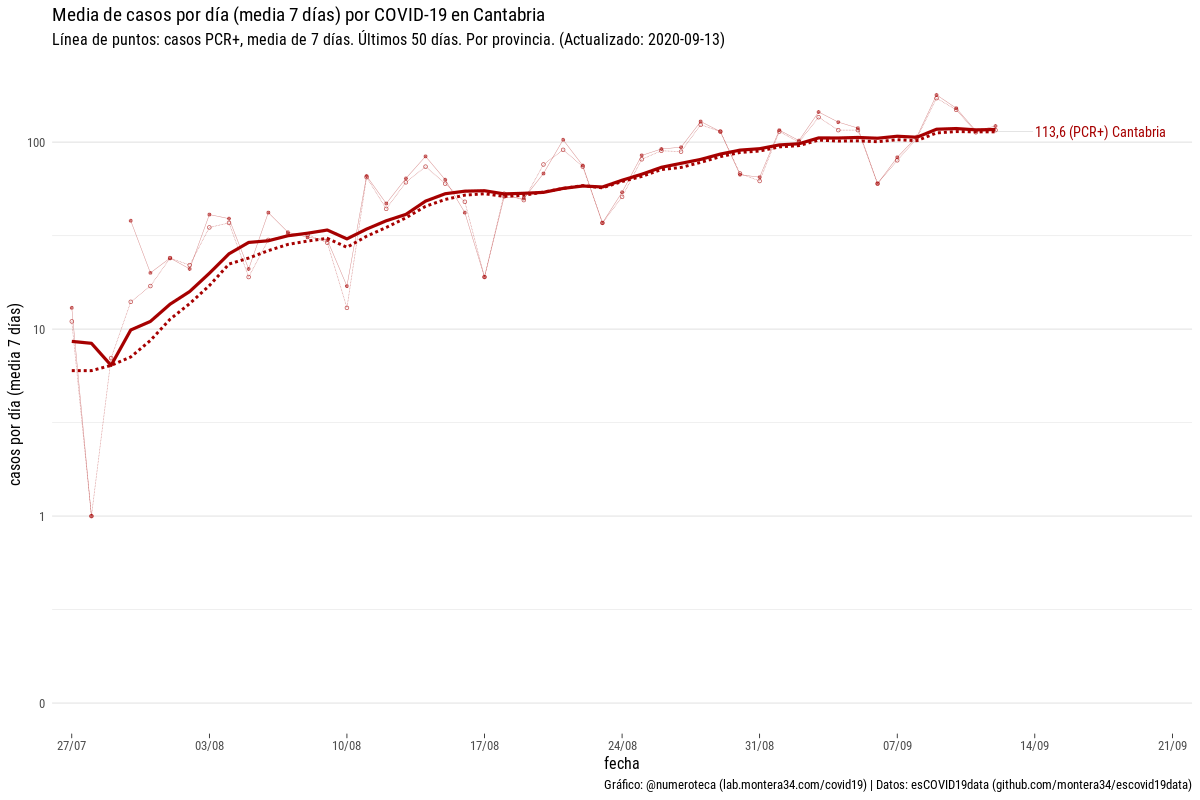 Media de casos por día (media 7 días) por COVID-19 en Cantabria
Línea de puntos: casos PCR+, media de 7 días. Últimos 50 días. Por provincia. (Actualizado: 2020-09-13)
casos por día (media 7 días)
100
10
1
0
113,6 (PCR+) Cantabria
27/07
03/08
10/08
17/08
24/08
31/08
07/09
14/09
21/09
fecha
Gráfico: @numeroteca (lab.montera34.com/covid19) | Datos: esCOVID19data (github.com/montera34/escovid19data)